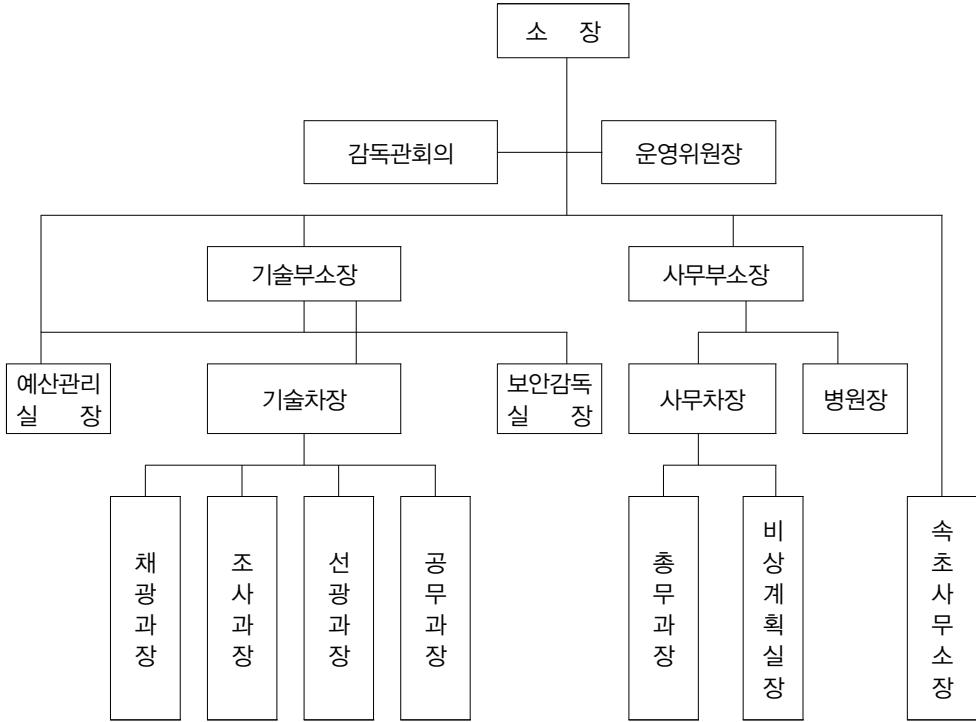 소 장
감독관회의
운영위원장
기술부소장
사무부소장
예산관리
실 장
기술차장
보안감독
실 장
사무차장
병원장
채광과장
조사과장
선광과장
공무과장
총무과장
비상계획실장
속초사무소장